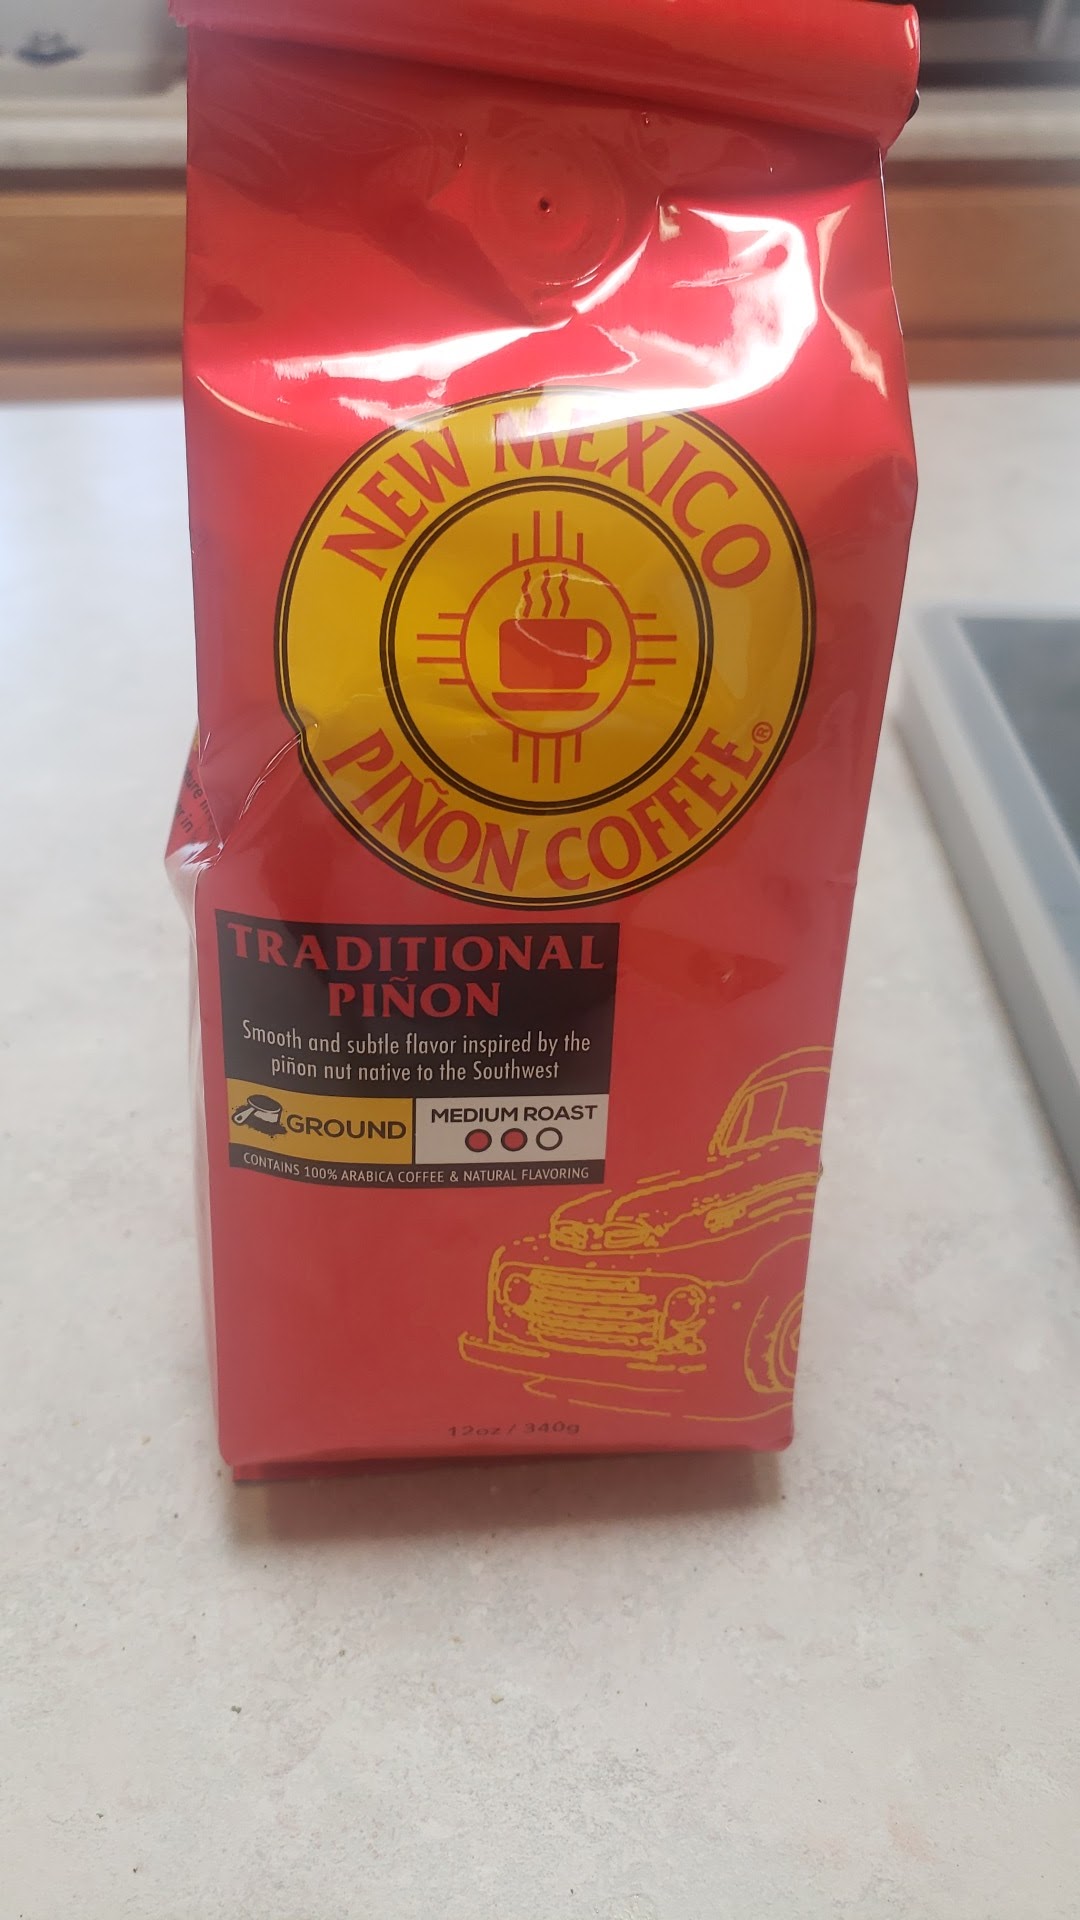 NEW MEXICO
PIÑON COFFEE®
TRADITIONAL
PIÑON
Smooth and subtle flavor inspired by the
piñon nut native to the Southwest
GROUND
MEDIUM ROAST
CONTAINS 100% ARABICA COFFEE & NATURAL FLAVORING
12oz / 340g